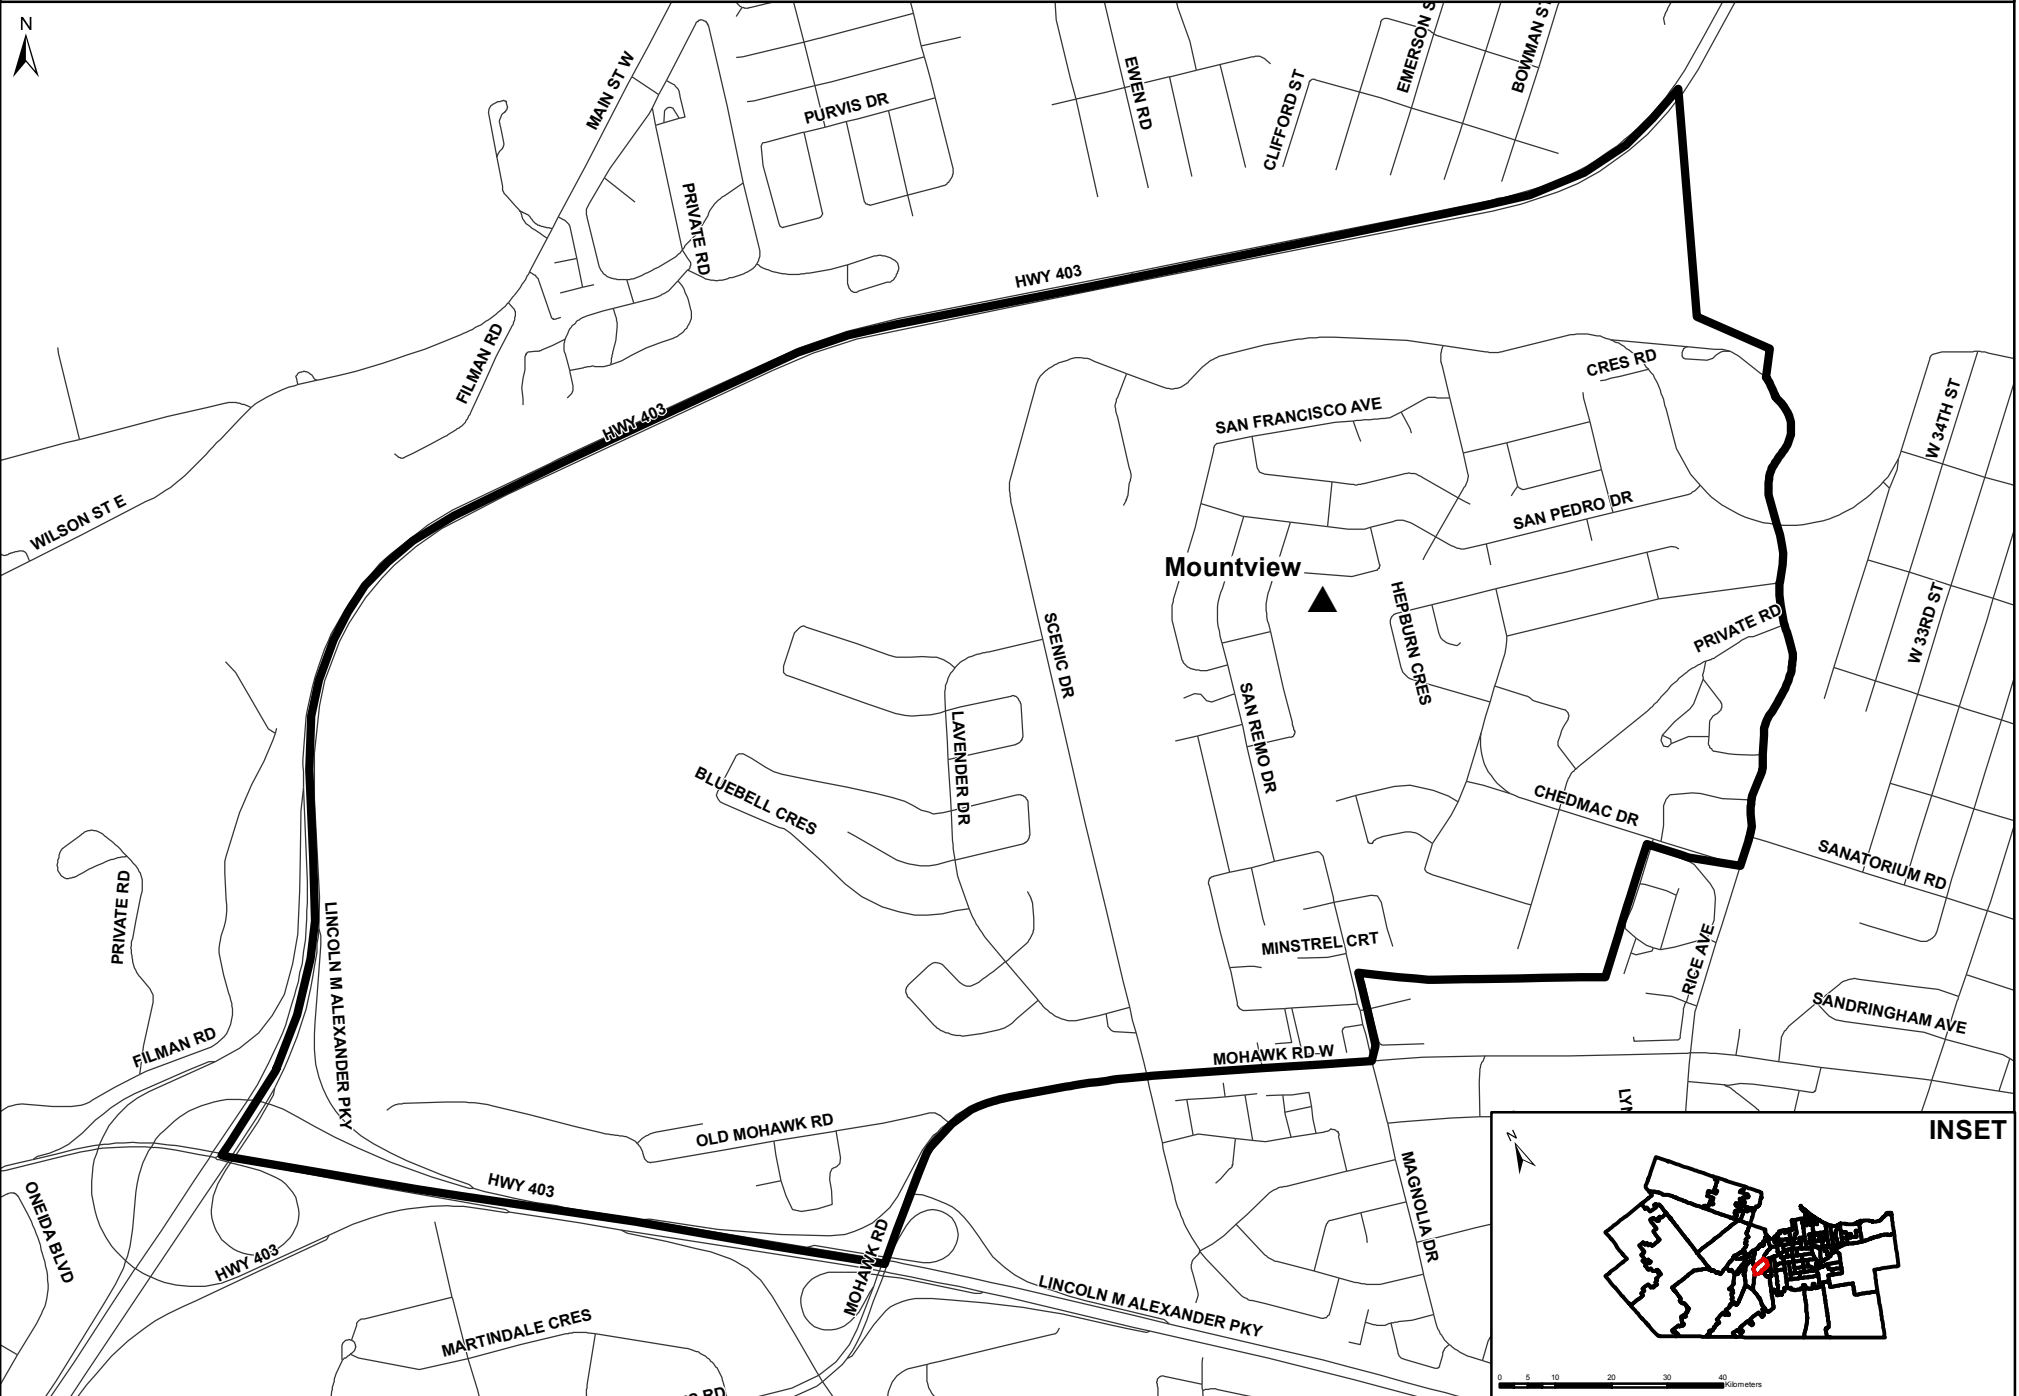 N
MAIN ST W
PURVIS DR
EWEN RD
CLIFFORD ST
EMERSON S
BOWMAN ST
PRIVATE RD
HWY 403
FILMAN RD
CRES RD
W 34TH ST
SAN FRANCISCO AVE
HWY 403
WILSON ST E
SAN PEDRO DR
Mountview
HEPBURN CRES
SCENIC DR
PRIVATE RD
W 33RD ST
SAN REMO DR
LAVENDER DR
BLUEBELL CRES
CHEDMAC DR
SANATORIUM RD
PRIVATE RD
LINCOLN M ALEXANDER PKY
MINSTREL CRT
RICE AVE
SANDRINGHAM AVE
FILMAN RD
MOHAWK RD W
OLD MOHAWK RD
HWY 403
ONEIDA BLVD
HWY 403
MOHAWK RD
MAGNOLIA DR
LINCOLN M ALEXANDER PKY
MARTINDALE CRES
RD
INSET
N
0 5 10 20 30 40
Kilometers